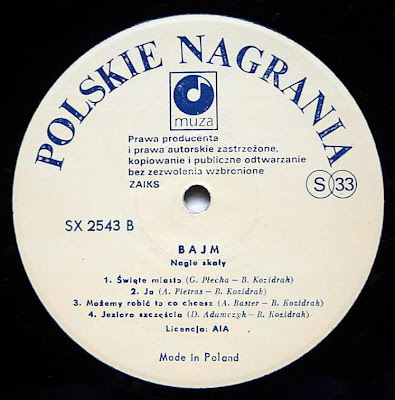 POLSKIE NAGRANIA
muza
Prawa producenta
i prawa autorskie zastrzeżone,
kopiowanie i publiczne odtwarzanie
bez zezwolenia wzbronione
ZAIKS
S 33
SX 2543 B
BAJM
Nagie skały
1. Święte miasto (G. Płecha — B. Kozidrak)
2. Ja (A. Pietras — B. Kozidrak)
3. Możemy robić to co chcesz (A. Baster — B. Kozidrak)
4. Jezioro szczęścia (D. Adamczyk — B. Kozidrak)
Licencja: AIA
Made in Poland